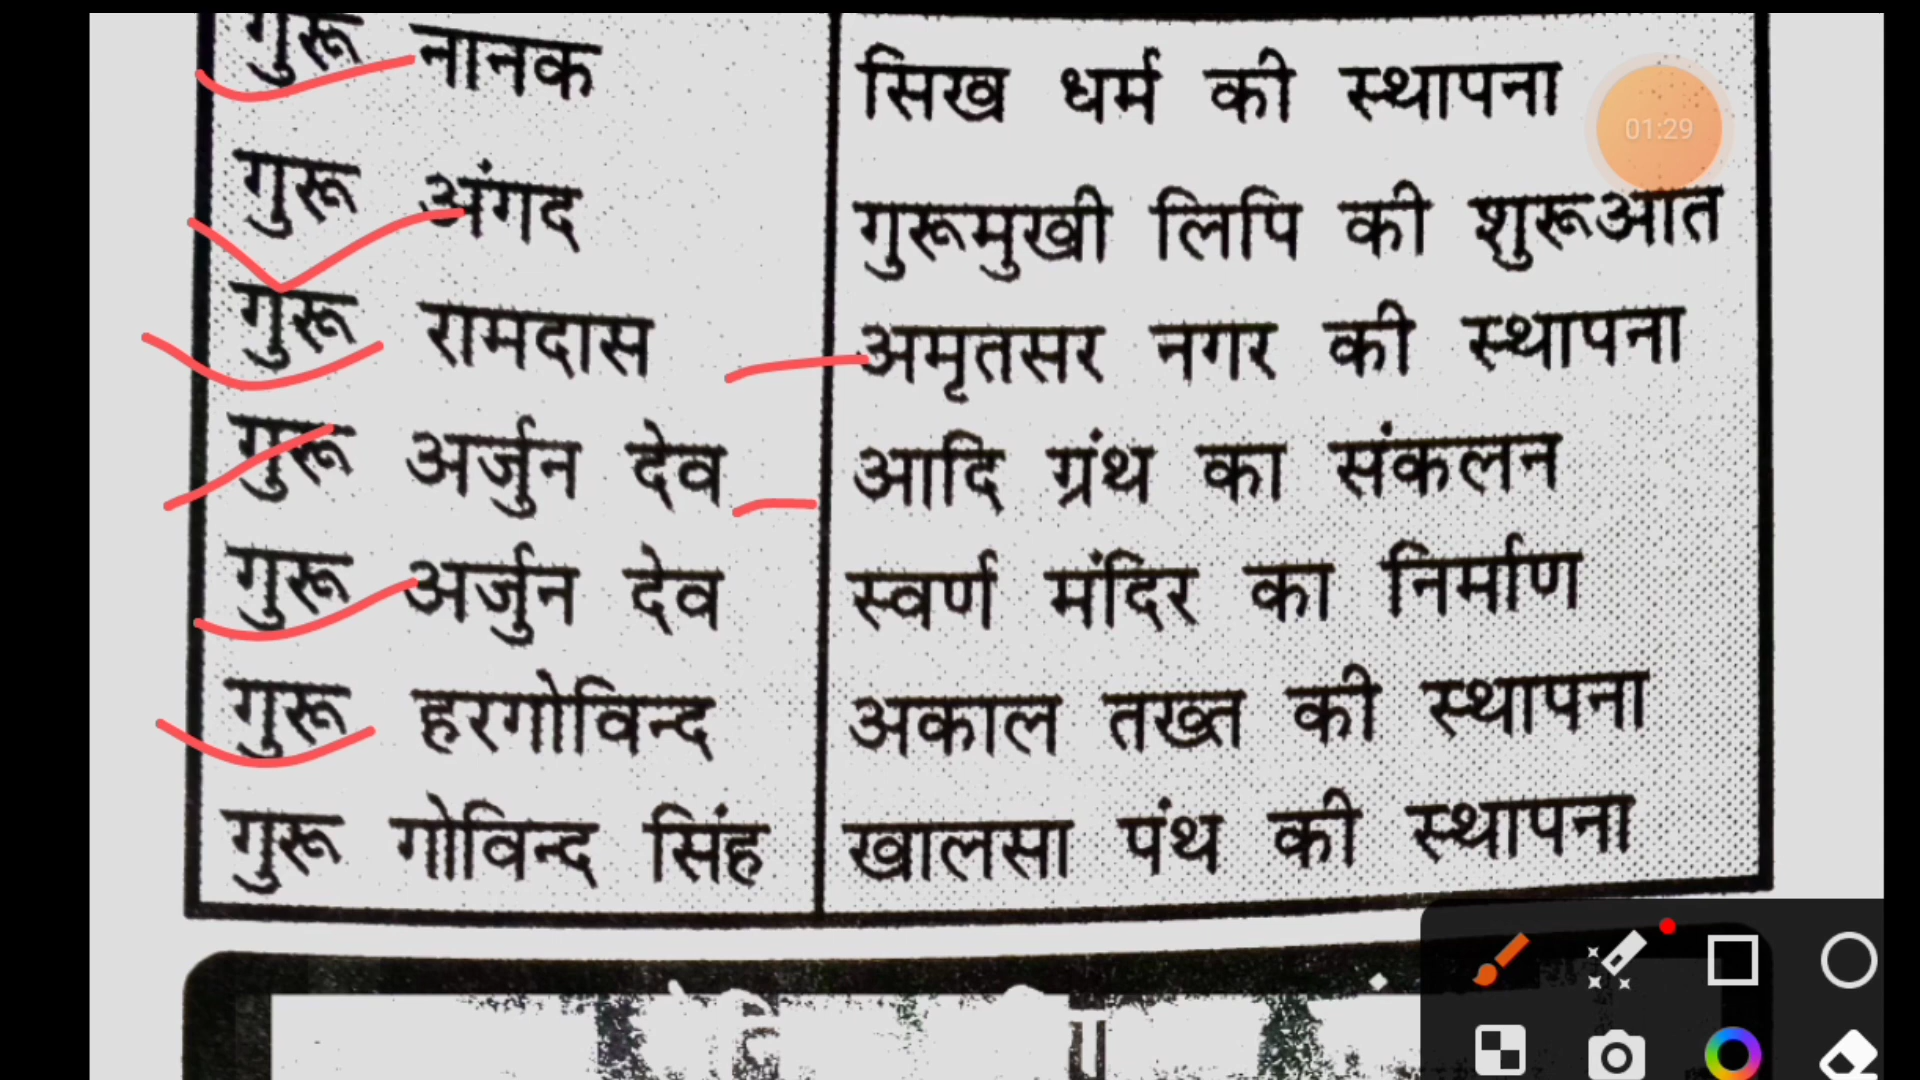 गुरू नानक सिख धर्म की स्थापना
01:29
गुरू अंगद गुरूमुखी लिपि की शुरूआत
गुरू रामदास अमृतसर नगर की स्थापना
गुरू अर्जुन देव आदि ग्रंथ का संकलन
गुरू अर्जुन देव स्वर्ण मंदिर का निर्माण
गुरू हरगोविन्द अकाल तख्त की स्थापना
गुरू गोविन्द सिंह खालसा पंथ की स्थापना